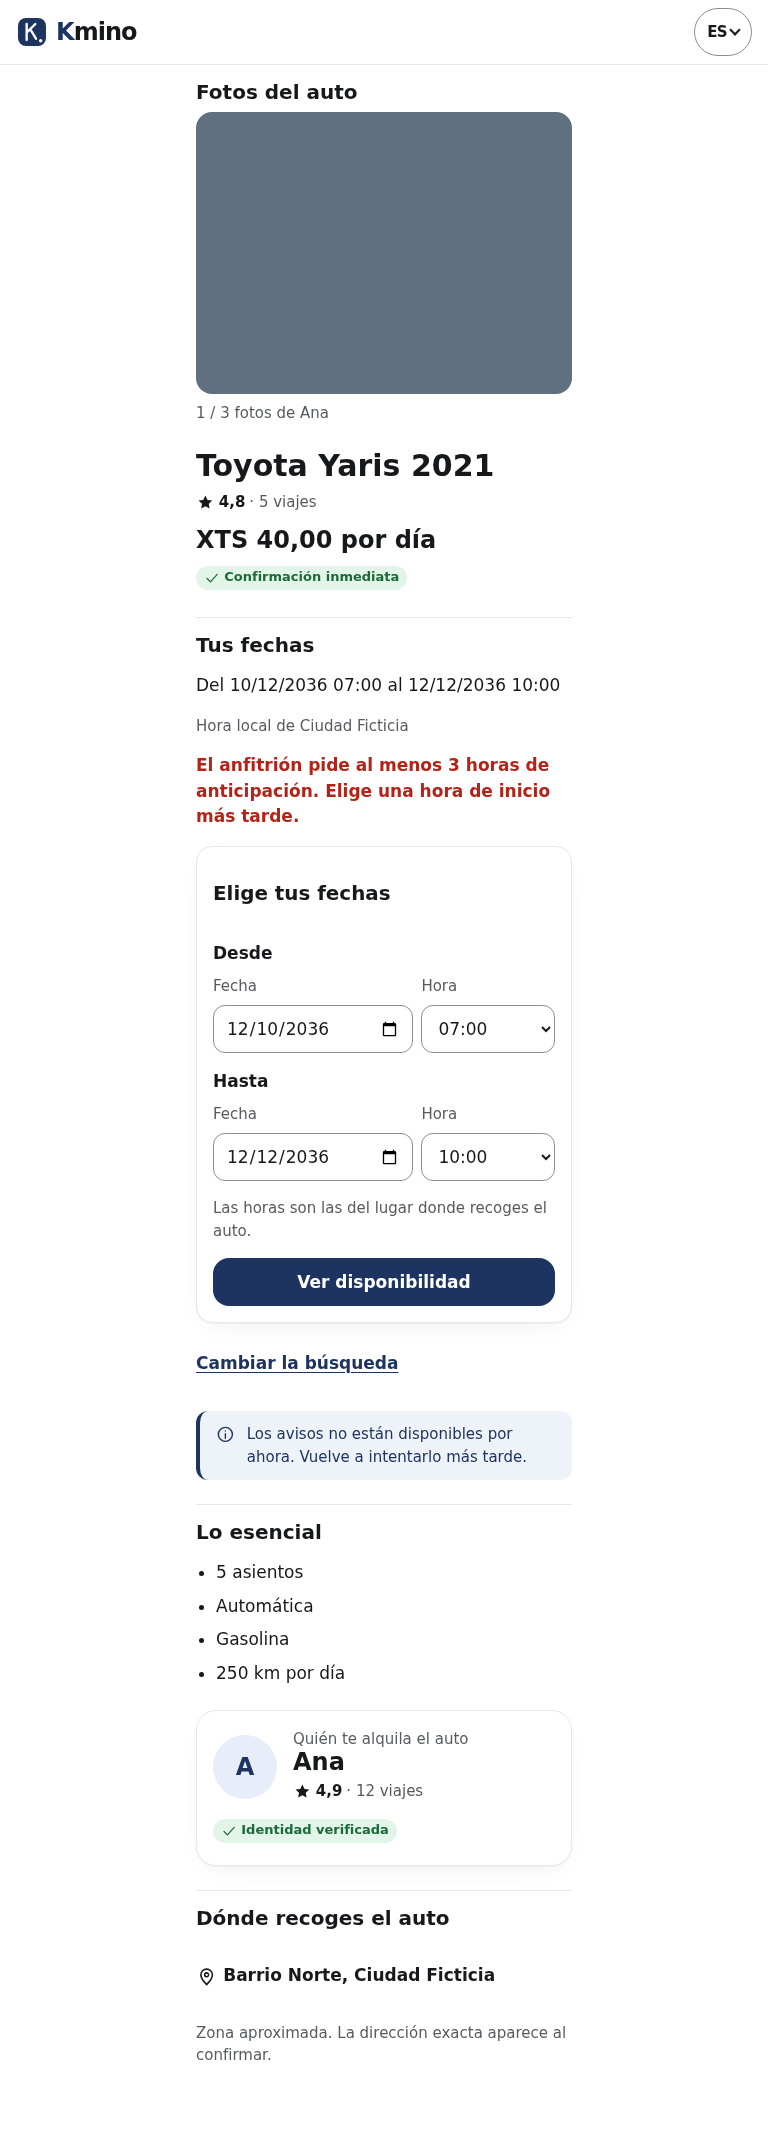 Kmino
ES
Fotos del auto
1 / 3 fotos de Ana
Toyota Yaris 2021
4,8 · 5 viajes
XTS 40,00 por día
Confirmación inmediata
Tus fechas
Del 10/12/2036 07:00 al 12/12/2036 10:00
Hora local de Ciudad Ficticia
El anfitrión pide al menos 3 horas de
anticipación. Elige una hora de inicio
más tarde.
Elige tus fechas
Desde
Fecha Hora
12/10/2036 07:00
Hasta
Fecha Hora
12/12/2036 10:00
Las horas son las del lugar donde recoges el
auto.
Ver disponibilidad
Cambiar la búsqueda
Los avisos no están disponibles por
ahora. Vuelve a intentarlo más tarde.
Lo esencial
5 asientos
Automática
Gasolina
250 km por día
A
Quién te alquila el auto
Ana
4,9 · 12 viajes
Identidad verificada
Dónde recoges el auto
Barrio Norte, Ciudad Ficticia
Zona aproximada. La dirección exacta aparece al
confirmar.